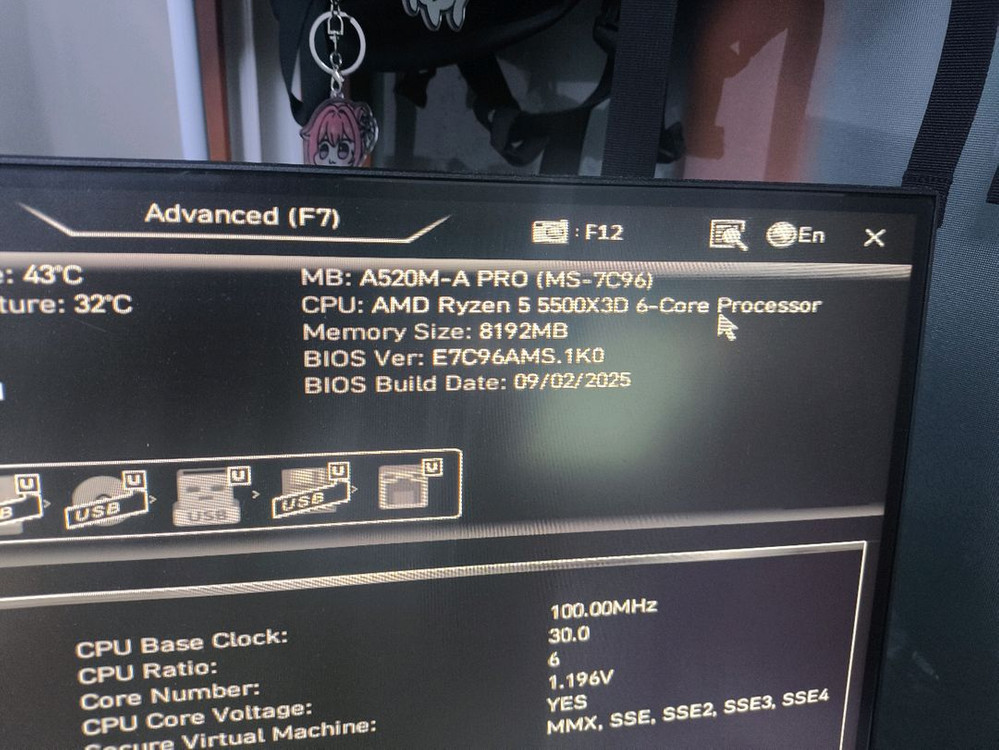 Advanced (F7)
: F12
En
X
e: 43°C
MB: A520M-A PRO (MS-7C96)
ture: 32°C
CPU: AMD Ryzen 5 5500X3D 6-Core Processor
Memory Size: 8192MB
BIOS Ver: E7C96AMS.1K0
BIOS Build Date: 09/02/2025
U U U U U
B USB USB USB
CPU Base Clock: 100.00MHz
CPU Ratio: 30.0
Core Number: 6
CPU Core Voltage: 1.196V
Secure Virtual Machine: YES
MMX, SSE, SSE2, SSE3, SSE4